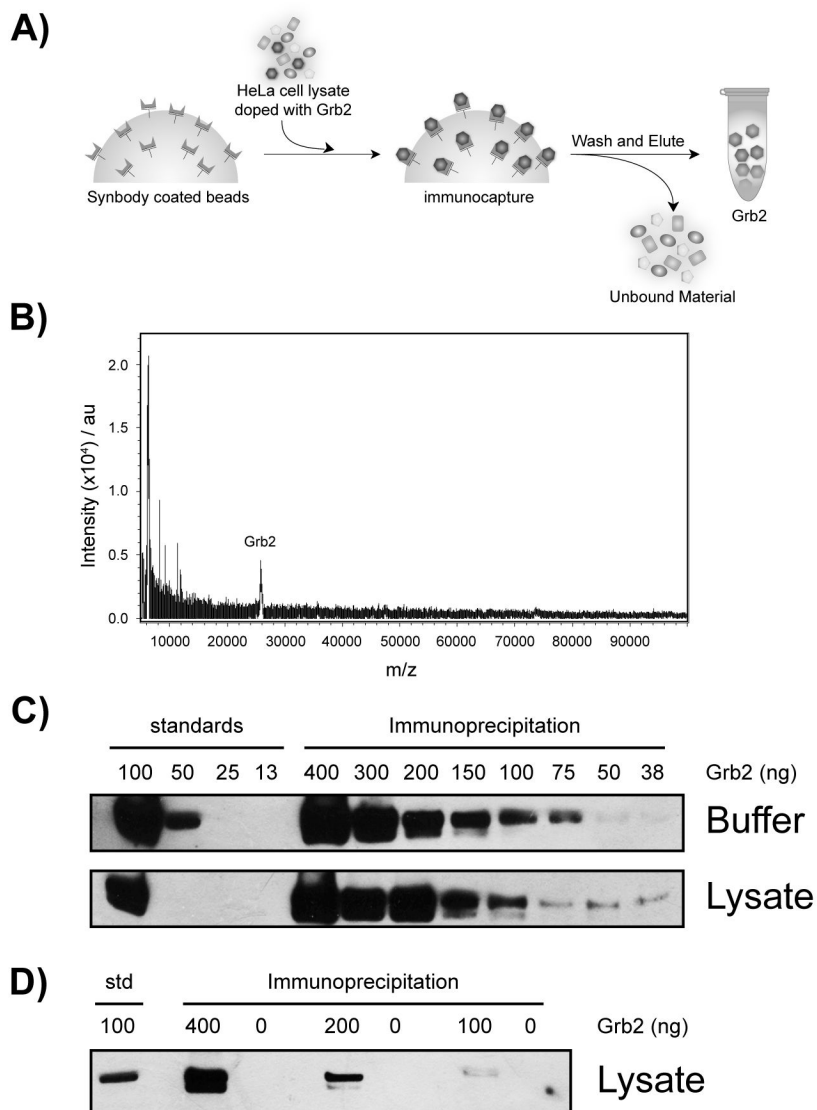 A)
HeLa cell lysate
doped with Grb2
Synbody coated beads
immunocapture
Wash and Elute
Grb2
Unbound Material
B)
Intensity (x10⁴) / au
2.0
1.5
1.0
0.5
0.0
Grb2
10000 20000 30000 40000 50000 60000 70000 80000 90000
m/z
C)
standards Immunoprecipitation
100 50 25 13 400 300 200 150 100 75 50 38 Grb2 (ng)
Buffer
Lysate
D)
std Immunoprecipitation
100 400 0 200 0 100 0 Grb2 (ng)
Lysate